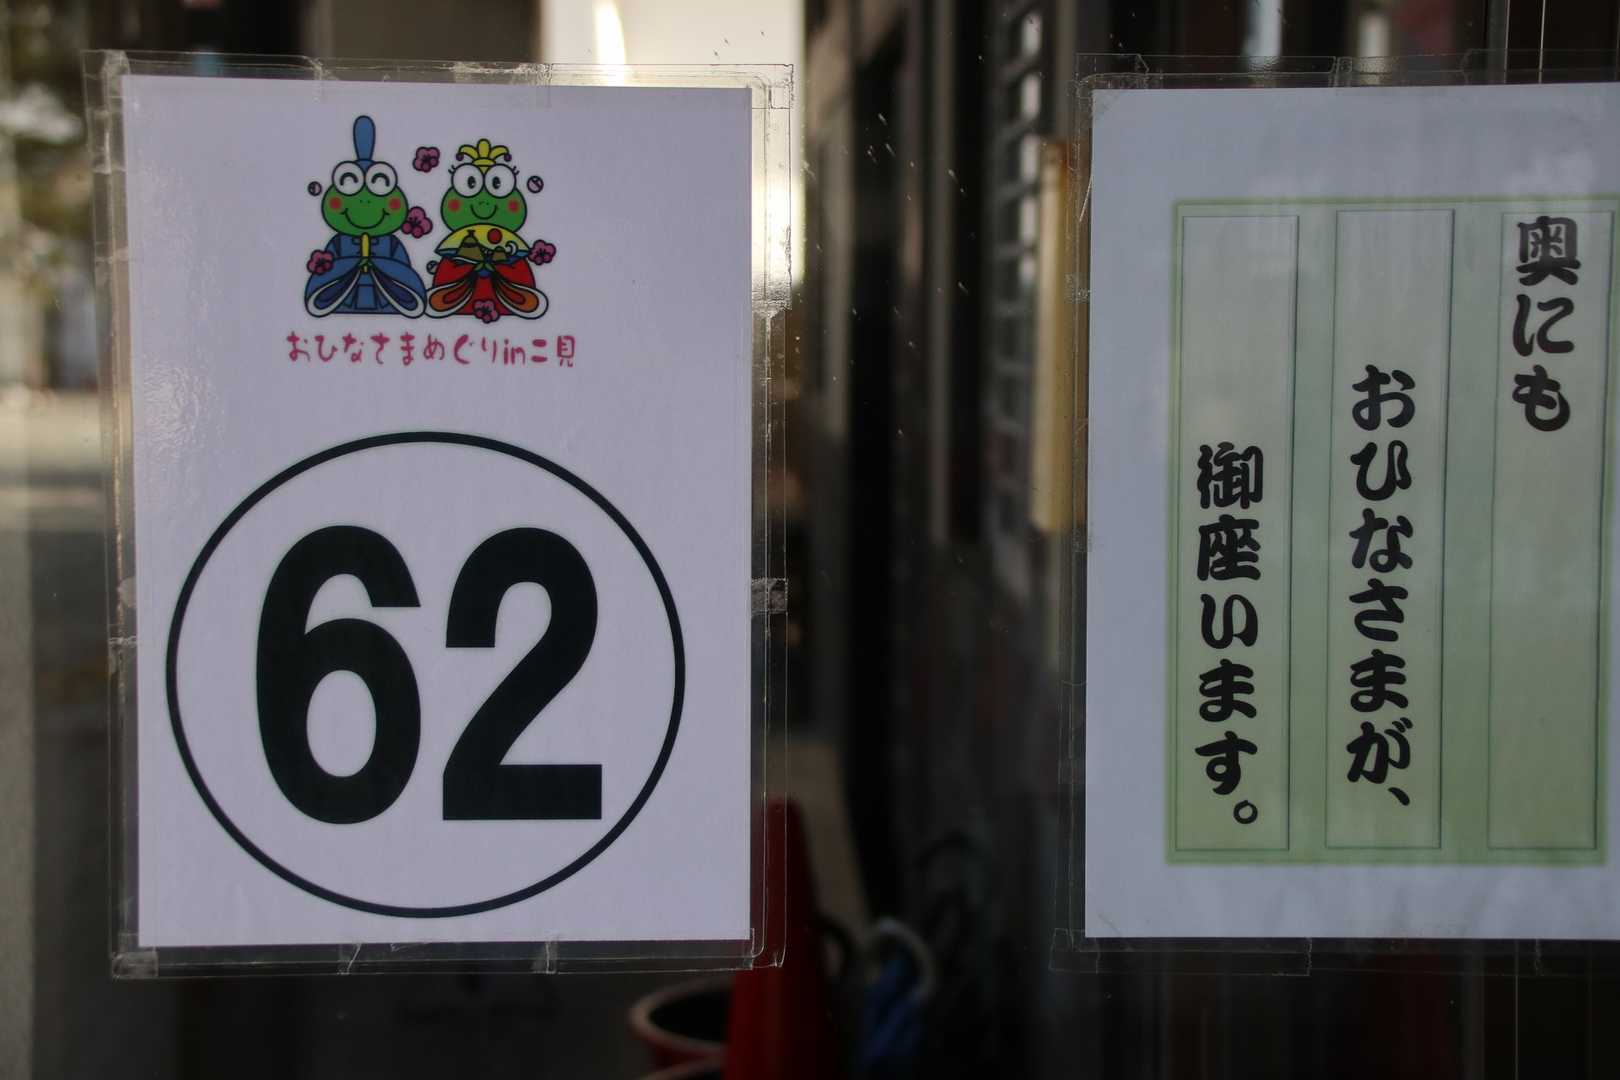 おひなさまめぐりin二見
62
奥にも
おひなさまが、
御座います。